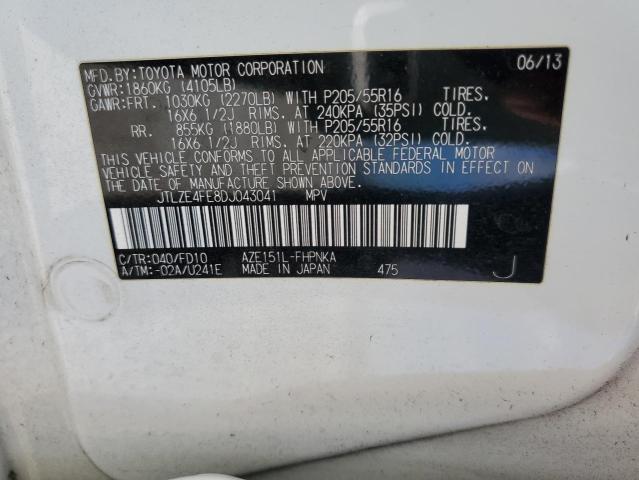 MFD.BY:TOYOTA MOTOR CORPORATION 06/13
GVWR:1860KG (4105LB)
GAWR:FRT. 1030KG (2270LB) WITH P205/55R16 TIRES.
16X6 1/2J RIMS. AT 240KPA (35PSI) COLD.
RR. 855KG (1880LB) WITH P205/55R16 TIRES.
16X6 1/2J RIMS. AT 220KPA (32PSI) COLD.
THIS VEHICLE CONFORMS TO ALL APPLICABLE FEDERAL MOTOR
VEHICLE SAFETY AND THEFT PREVENTION STANDARDS IN EFFECT ON
THE DATE OF MANUFACTURE SHOWN ABOVE.
JTLZE4FE8DJ043041 MPV
C/TR:040/FD10 AZE151L-FHPNKA
A/TM:-02A/U241E MADE IN JAPAN 475 J